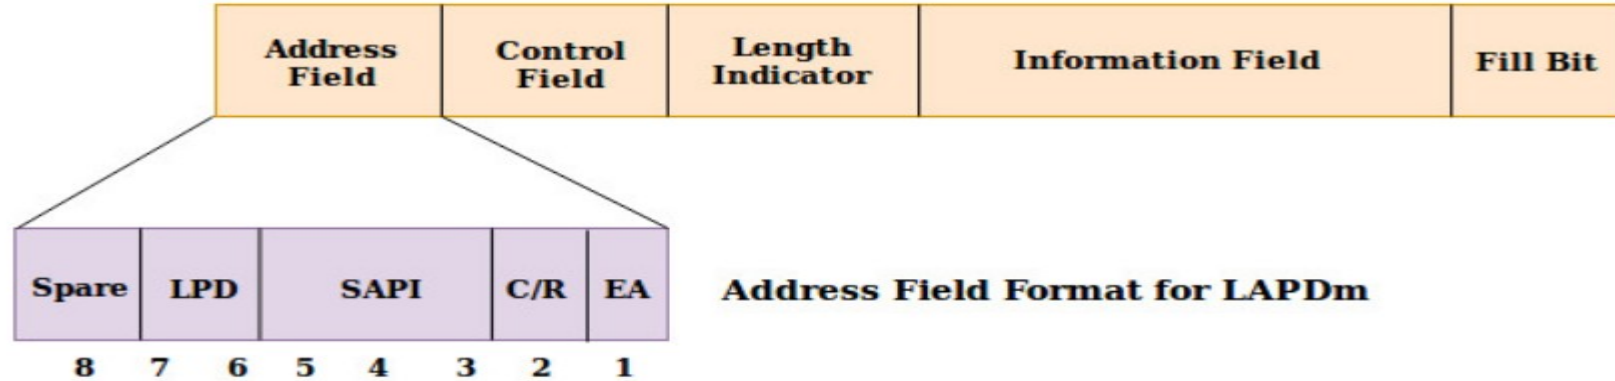 Address
Field
Control
Field
Length
Indicator
Information Field
Fill Bit
Spare
LPD
SAPI
C/R
EA
Address Field Format for LAPDm
8 7 6 5 4 3 2 1